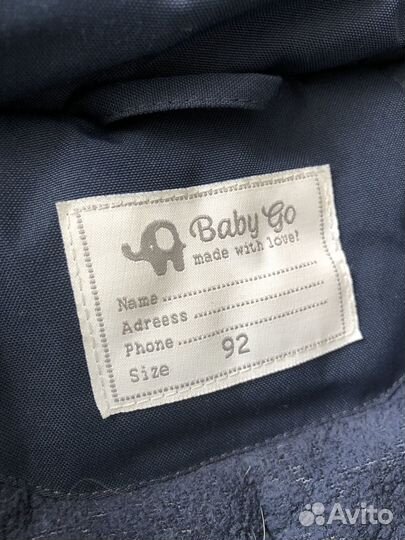 Baby Go
made with love!
Name
Adreess
Phone
Size 92
Avito